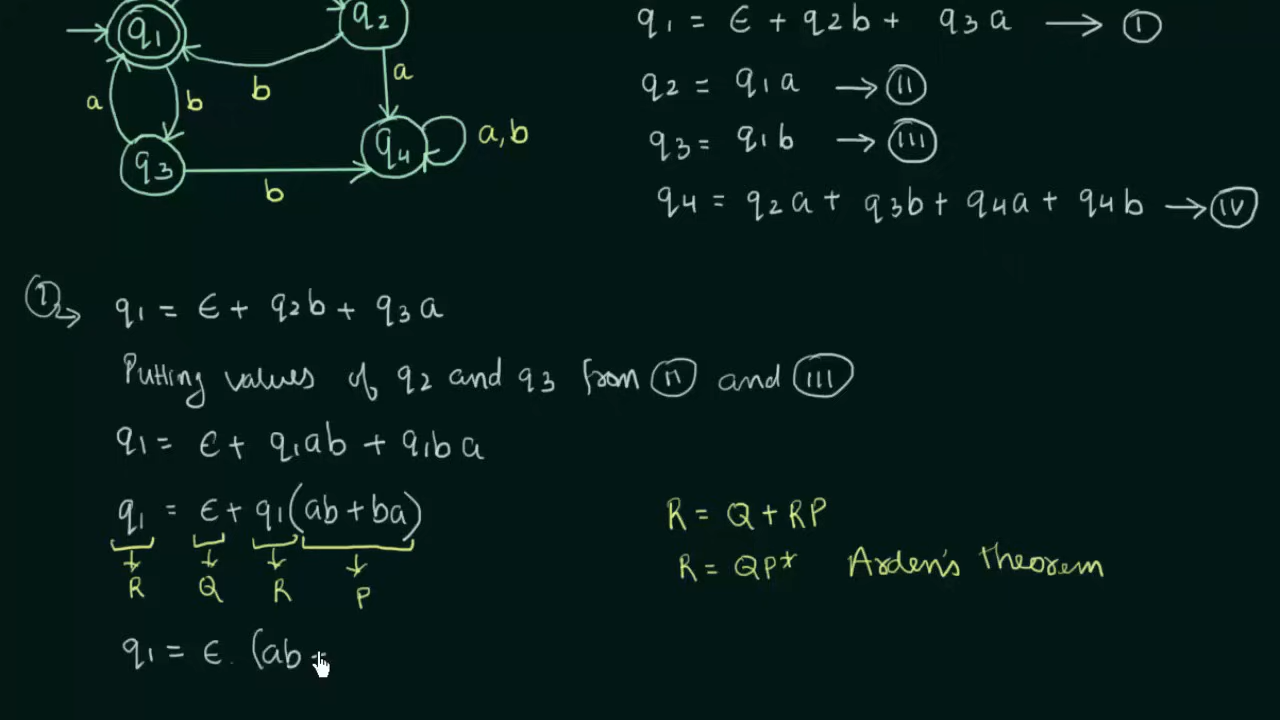 q1
q2
a
b
a
b
q3
q4
a,b
b
q1 = ϵ + q2b + q3a → I
q2 = q1a → II
q3 = q1b → III
q4 = q2a + q3b + q4a + q4b → IV
I → q1 = ϵ + q2b + q3a
Putting values of q2 and q3 from II and III
q1 = ϵ + q1ab + q1ba
q1 = ϵ + q1(ab + ba)
R Q R P
R = Q + RP
R = QP* Arden's theorem
q1 = ϵ. (ab